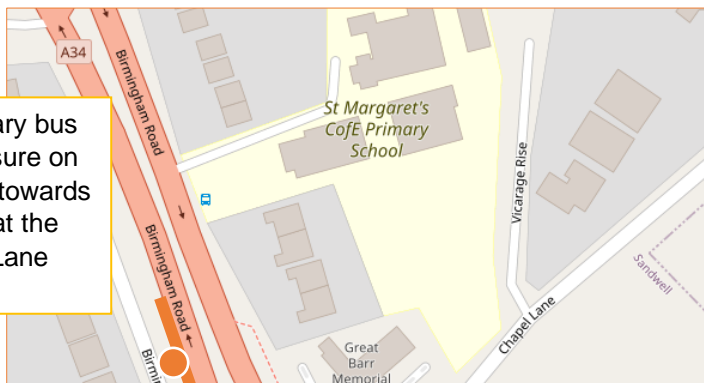 A34
Birmingham Road
St Margaret's
CofE Primary
School
ary bus
sure on
towards
at the
Lane
Vicarage Rise
Birmingham Road
Sandwell
Chapel Lane
Great
Barr
Memorial
Birmi